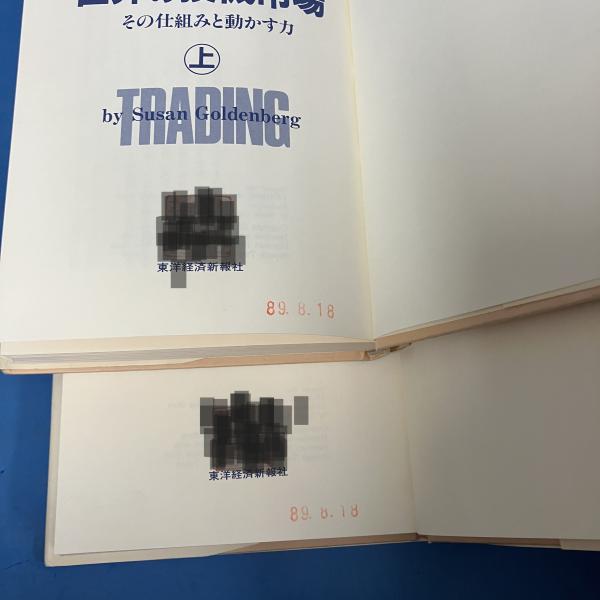 その仕組みと動かす力
上
TRADING
by Susan Goldenberg
東洋経済新報社
89.8.18
東洋経済新報社
89.8.18